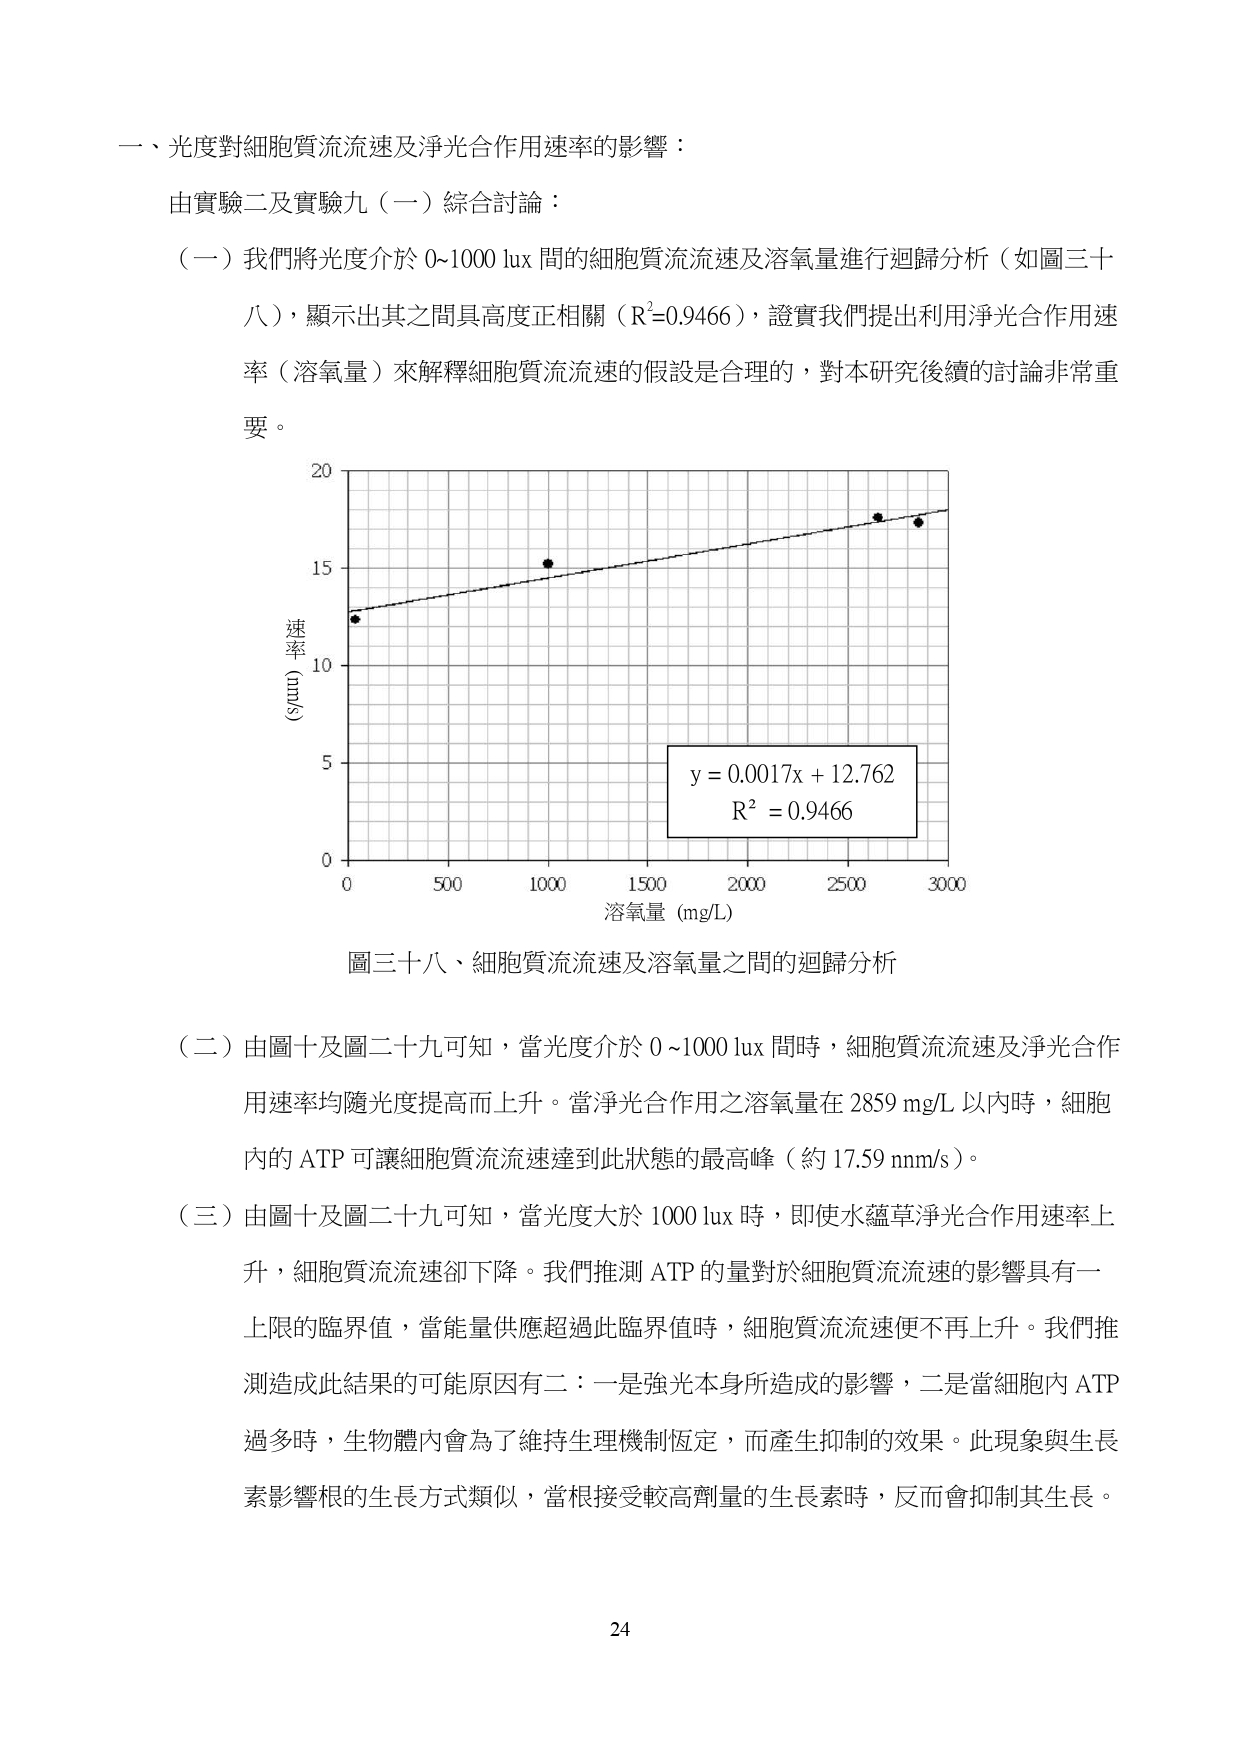 一、光度對細胞質流流速及淨光合作用速率的影響：
由實驗二及實驗九（一）綜合討論：
（一）我們將光度介於 0~1000 lux 間的細胞質流流速及溶氧量進行迴歸分析（如圖三十
八），顯示出其之間具高度正相關（R²=0.9466），證實我們提出利用淨光合作用速
率（溶氧量）來解釋細胞質流流速的假設是合理的，對本研究後續的討論非常重
要。
20
15
10
5
0
速率 (nm/s)
y = 0.0017x + 12.762
R² = 0.9466
0 500 1000 1500 2000 2500 3000
溶氧量 (mg/L)
圖三十八、細胞質流流速及溶氧量之間的迴歸分析
（二）由圖十及圖二十九可知，當光度介於 0 ~1000 lux 間時，細胞質流流速及淨光合作
用速率均隨光度提高而上升。當淨光合作用之溶氧量在 2859 mg/L 以內時，細胞
內的 ATP 可讓細胞質流流速達到此狀態的最高峰（約 17.59 nnm/s）。
（三）由圖十及圖二十九可知，當光度大於 1000 lux 時，即使水蘊草淨光合作用速率上
升，細胞質流流速卻下降。我們推測 ATP 的量對於細胞質流流速的影響具有一
上限的臨界值，當能量供應超過此臨界值時，細胞質流流速便不再上升。我們推
測造成此結果的可能原因有二：一是強光本身所造成的影響，二是當細胞內 ATP
過多時，生物體內會為了維持生理機制恆定，而產生抑制的效果。此現象與生長
素影響根的生長方式類似，當根接受較高劑量的生長素時，反而會抑制其生長。
24